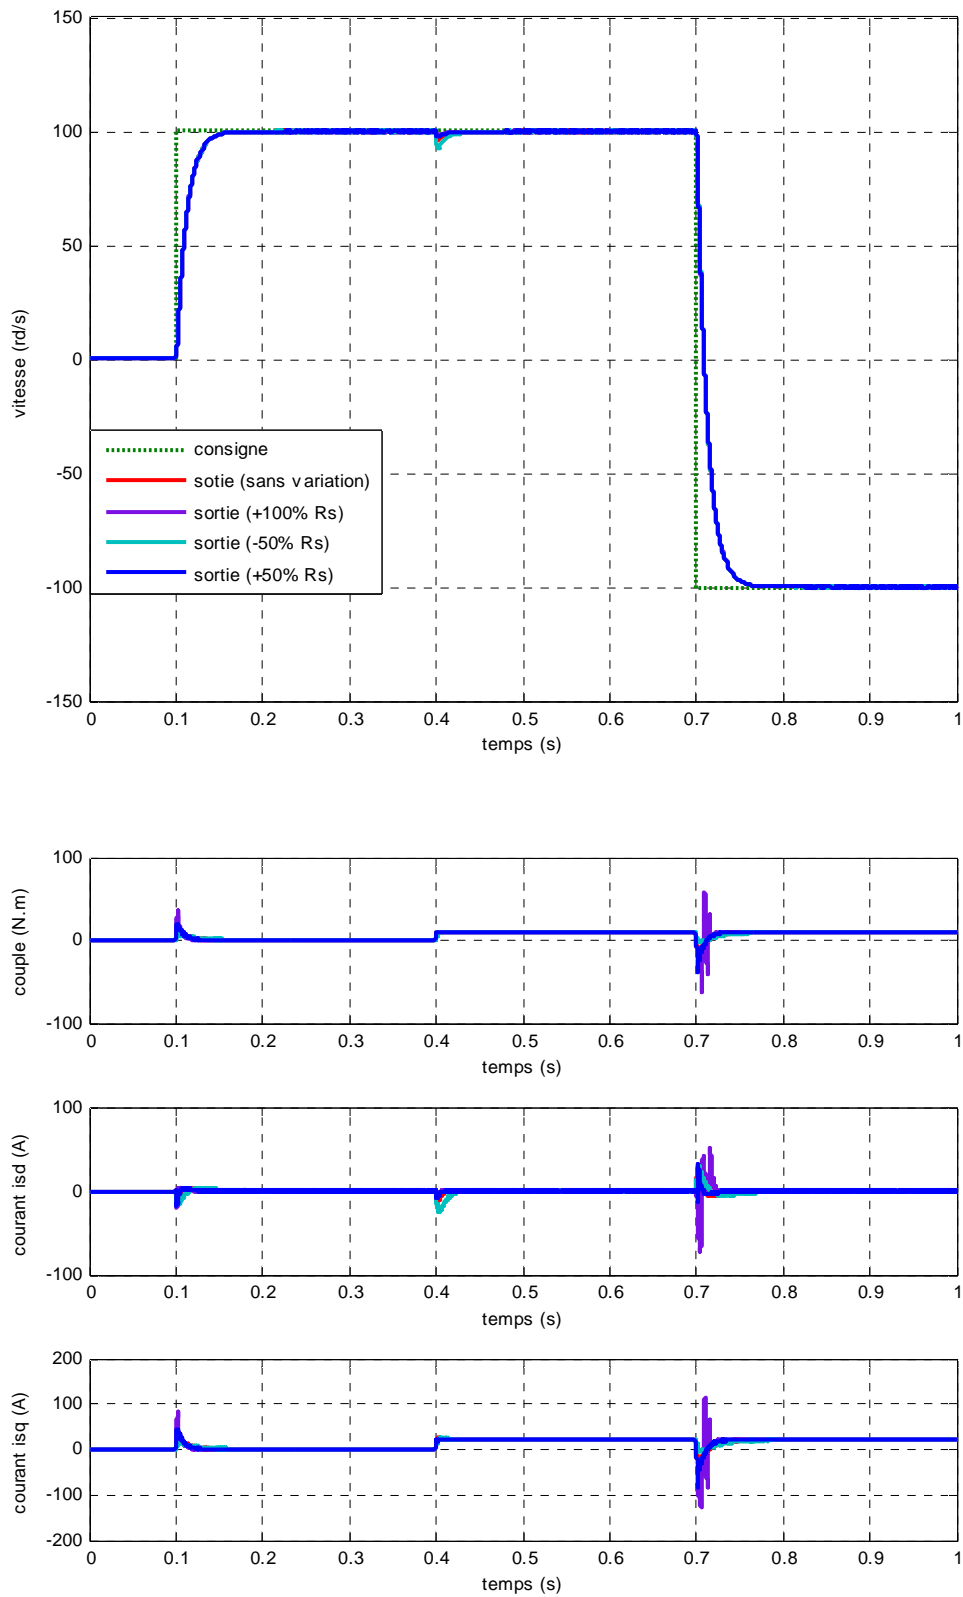 150
100
50
0
-50
-100
-150
vitesse (rd/s)
consigne
sotie (sans variation)
sortie (+100% Rs)
sortie (-50% Rs)
sortie (+50% Rs)
0 0.1 0.2 0.3 0.4 0.5 0.6 0.7 0.8 0.9 1
temps (s)
100
0
-100
couple (N.m)
0 0.1 0.2 0.3 0.4 0.5 0.6 0.7 0.8 0.9 1
temps (s)
100
0
-100
courant isd (A)
0 0.1 0.2 0.3 0.4 0.5 0.6 0.7 0.8 0.9 1
temps (s)
200
100
0
-100
-200
courant isq (A)
0 0.1 0.2 0.3 0.4 0.5 0.6 0.7 0.8 0.9 1
temps (s)